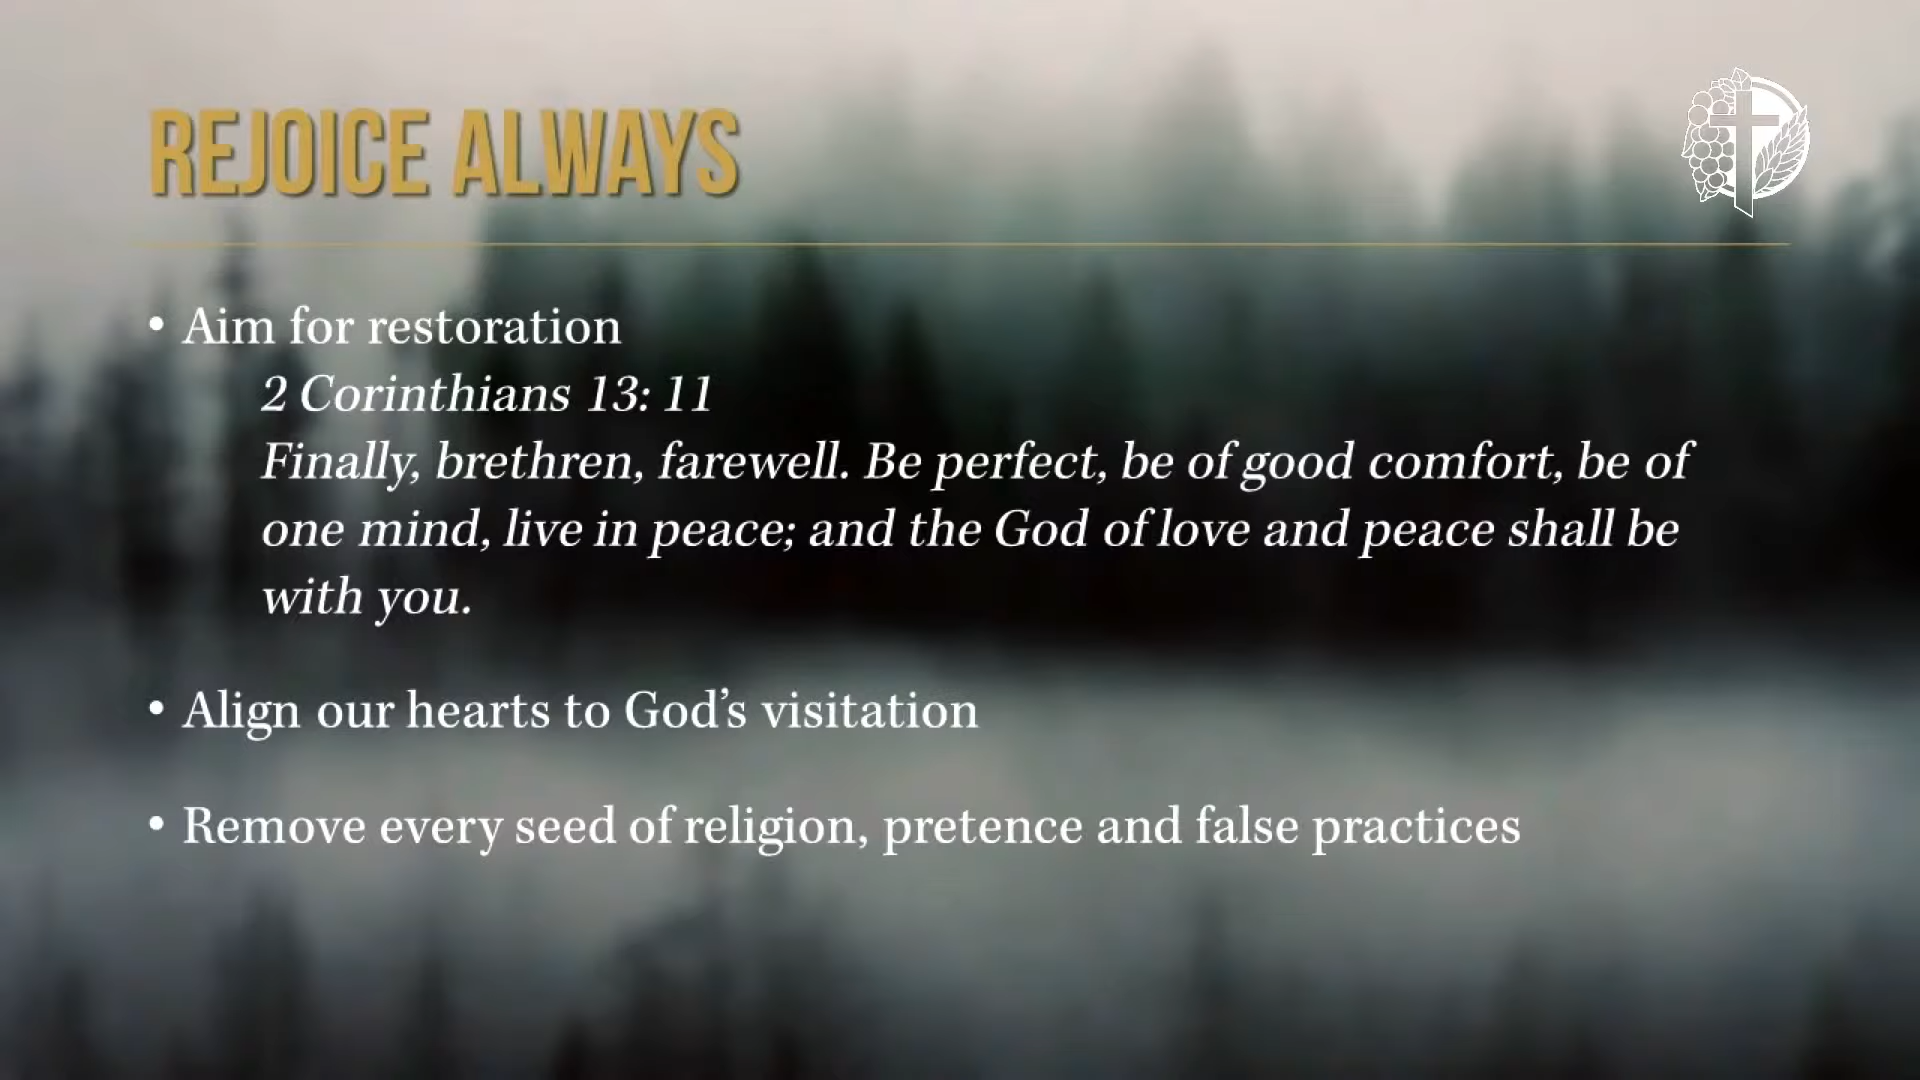 REJOICE ALWAYS
• Aim for restoration
2 Corinthians 13: 11
Finally, brethren, farewell. Be perfect, be of good comfort, be of
one mind, live in peace; and the God of love and peace shall be
with you.
• Align our hearts to God’s visitation
• Remove every seed of religion, pretence and false practices